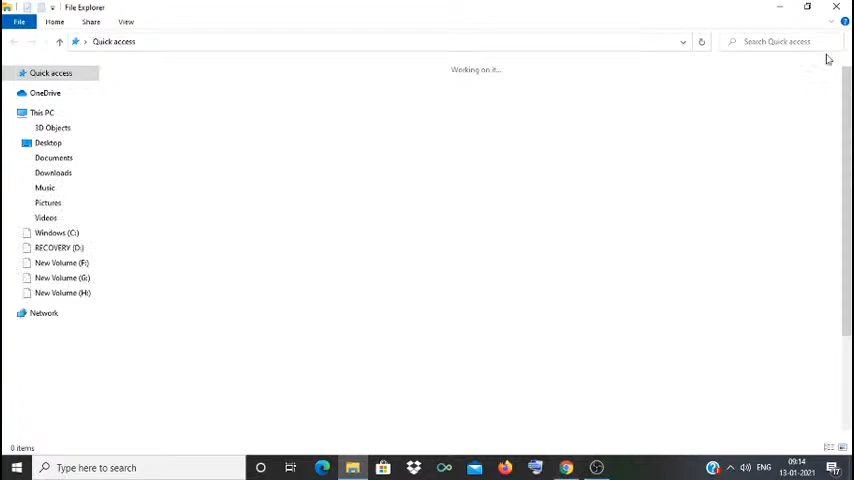 File Explorer
File Home Share View
Quick access
Search Quick access
Working on it...
Quick access
OneDrive
This PC
3D Objects
Desktop
Documents
Downloads
Music
Pictures
Videos
Windows (C:)
RECOVERY (D:)
New Volume (F:)
New Volume (G:)
New Volume (H:)
Network
0 items
Type here to search
ENG
09:14
13-01-2021
17